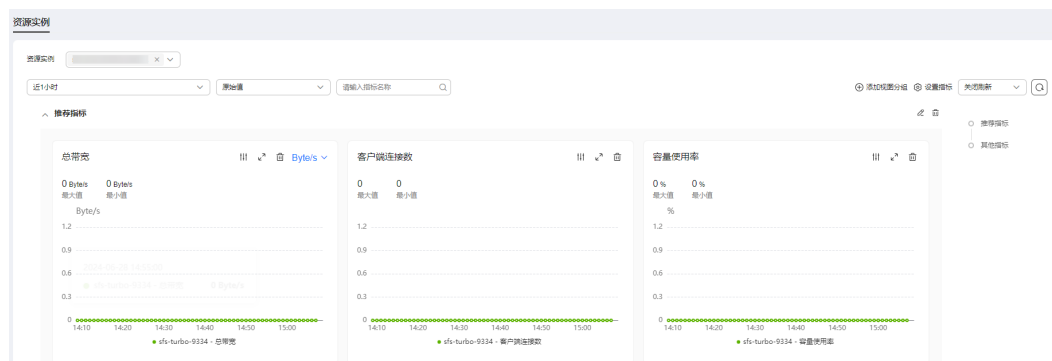 资源实例
资源实例
近1小时
原始值
请输入指标名称
添加视图分组
设置指标
关闭刷新
推荐指标
推荐指标
其他指标
总带宽
Byte/s
0 Byte/s 0 Byte/s
最大值 最小值
Byte/s
1.2
0.9
0.6
0.3
0
14:10 14:20 14:30 14:40 14:50 15:00
sfs-turbo-9334 - 总带宽
客户端连接数
0 0
最大值 最小值
1.2
0.9
0.6
0.3
0
14:10 14:20 14:30 14:40 14:50 15:00
sfs-turbo-9334 - 客户端连接数
容量使用率
0 % 0 %
最大值 最小值
%
1.2
0.9
0.6
0.3
0
14:10 14:20 14:30 14:40 14:50 15:00
sfs-turbo-9334 - 容量使用率